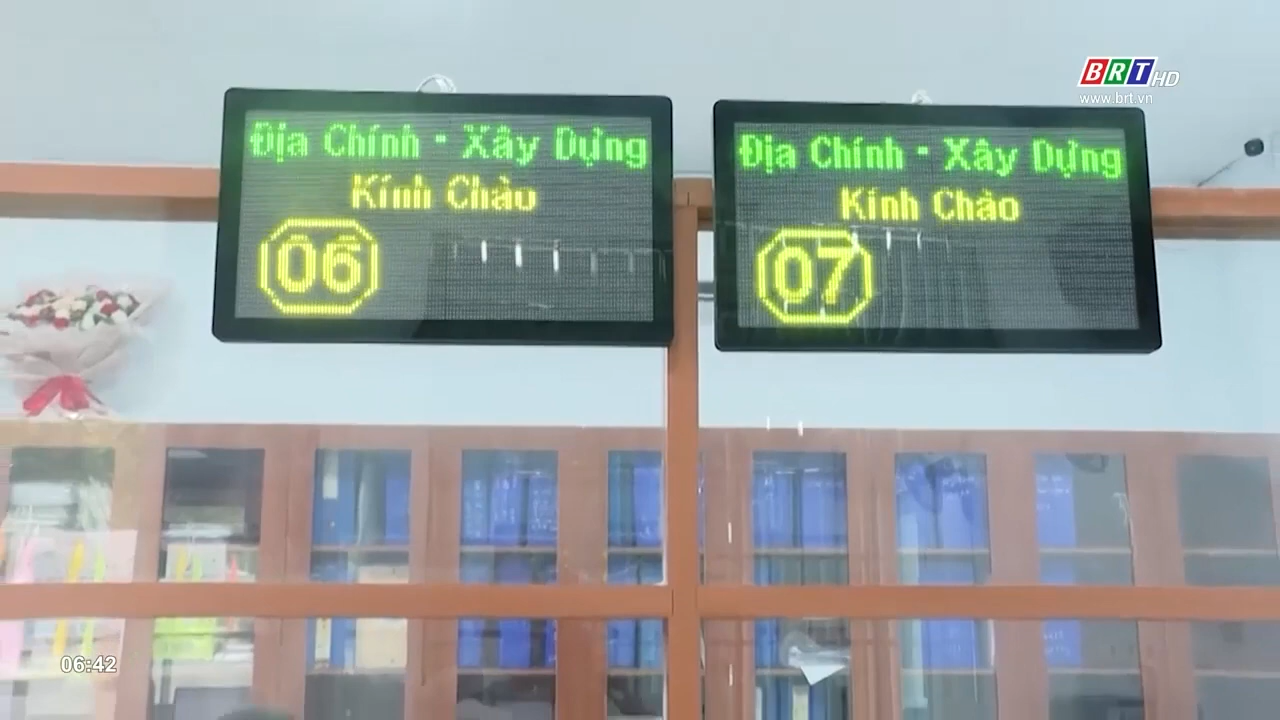 BRT HD
www.brt.vn
Địa Chính - Xây Dựng
Kính Chào
06
Địa Chính - Xây Dựng
Kính Chào
07
06:42